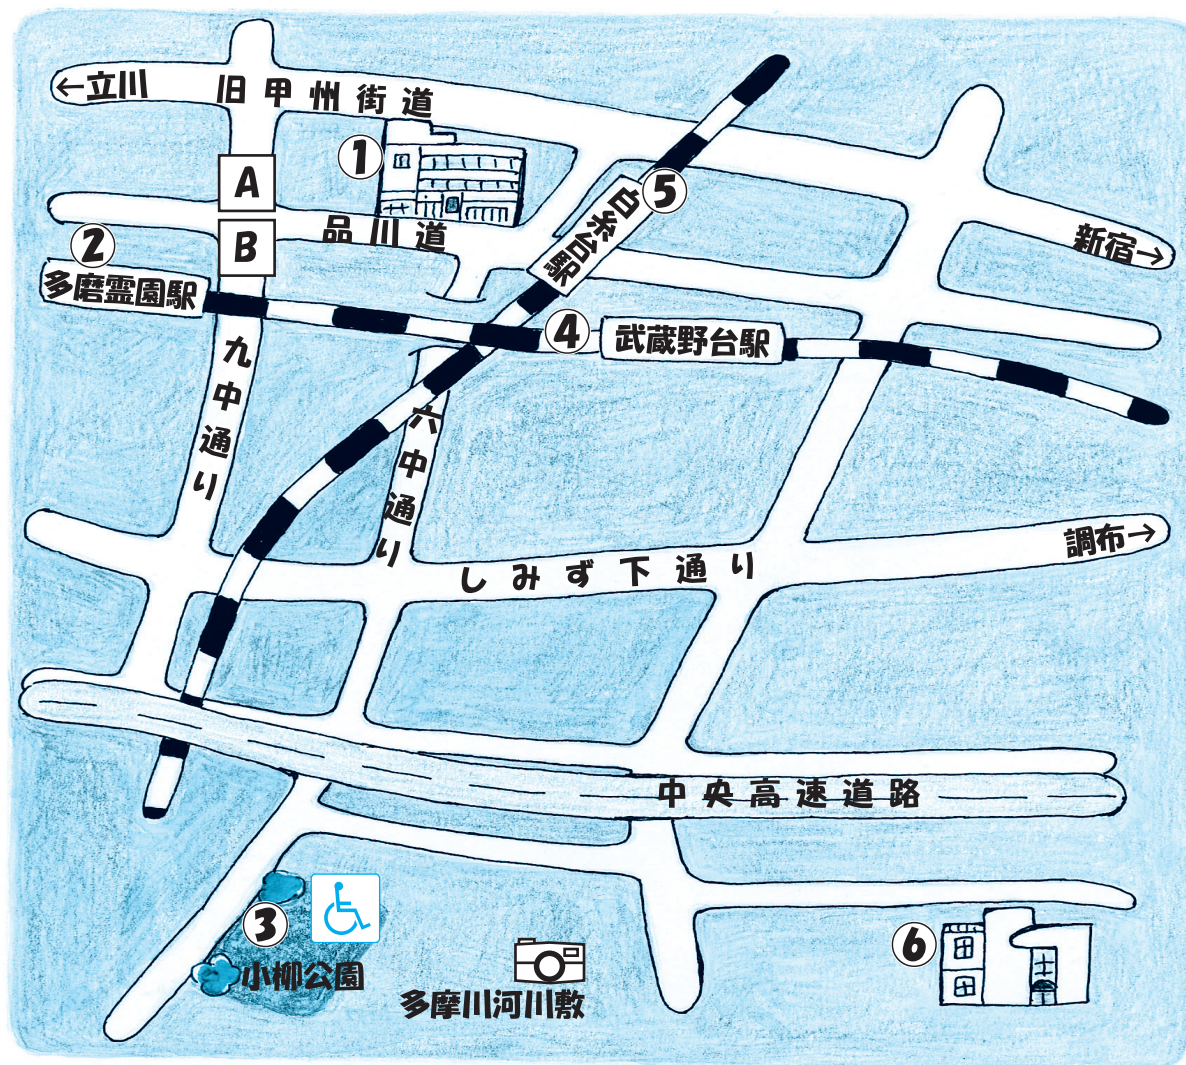 ←立川
旧甲州街道
1
A
5
白糸台駅
品川道
B
新宿→
2
多磨霊園駅
4
武蔵野台駅
九中通り
六中通り
しみず下通り
調布→
中央高速道路
3
小柳公園
多摩川河川敷
6